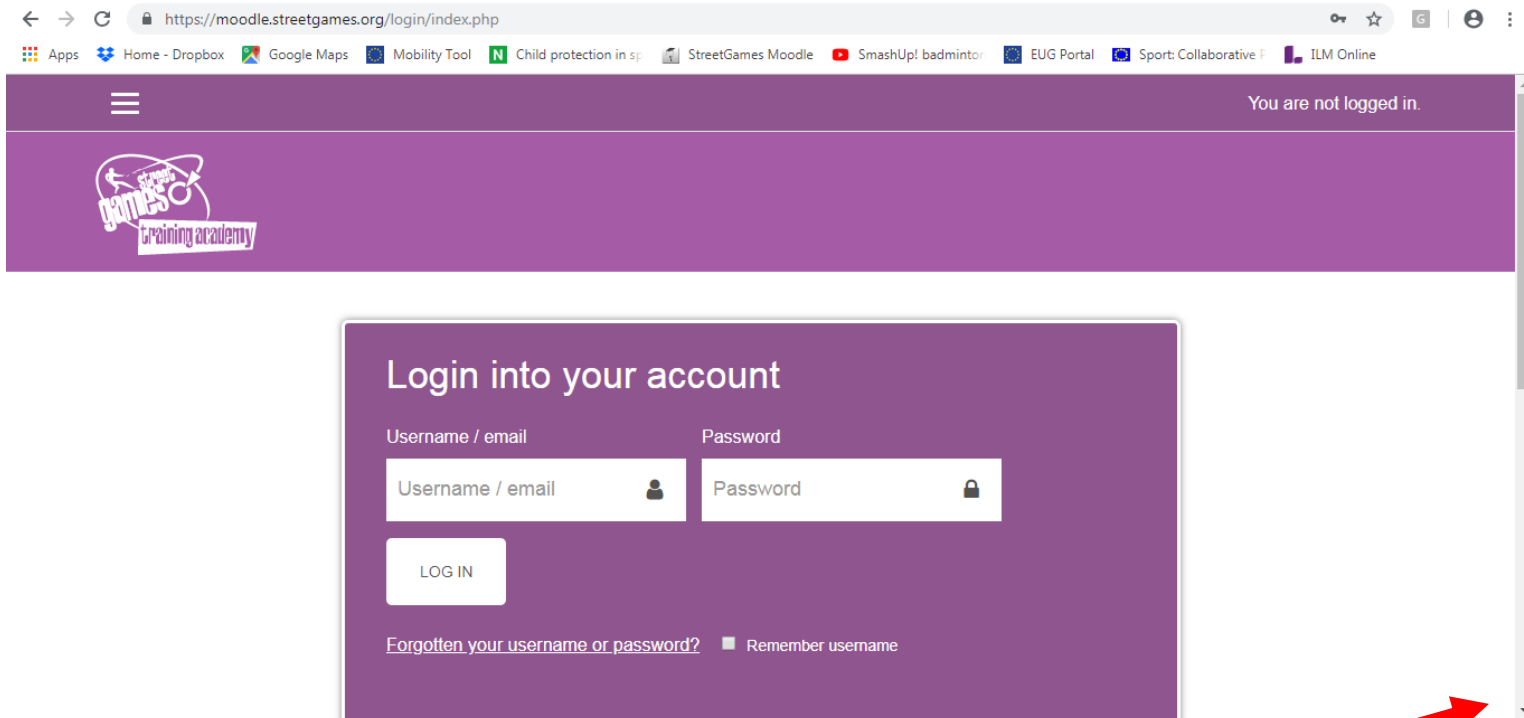 https://moodle.streetgames.org/login/index.php
G
Apps Home - Dropbox Google Maps Mobility Tool N Child protection in sp StreetGames Moodle SmashUp! badminton EUG Portal Sport: Collaborative P ILM Online
You are not logged in.
street
games
training academy
Login into your account
Username / email Password
Username / email Password
LOG IN
Forgotten your username or password? Remember username